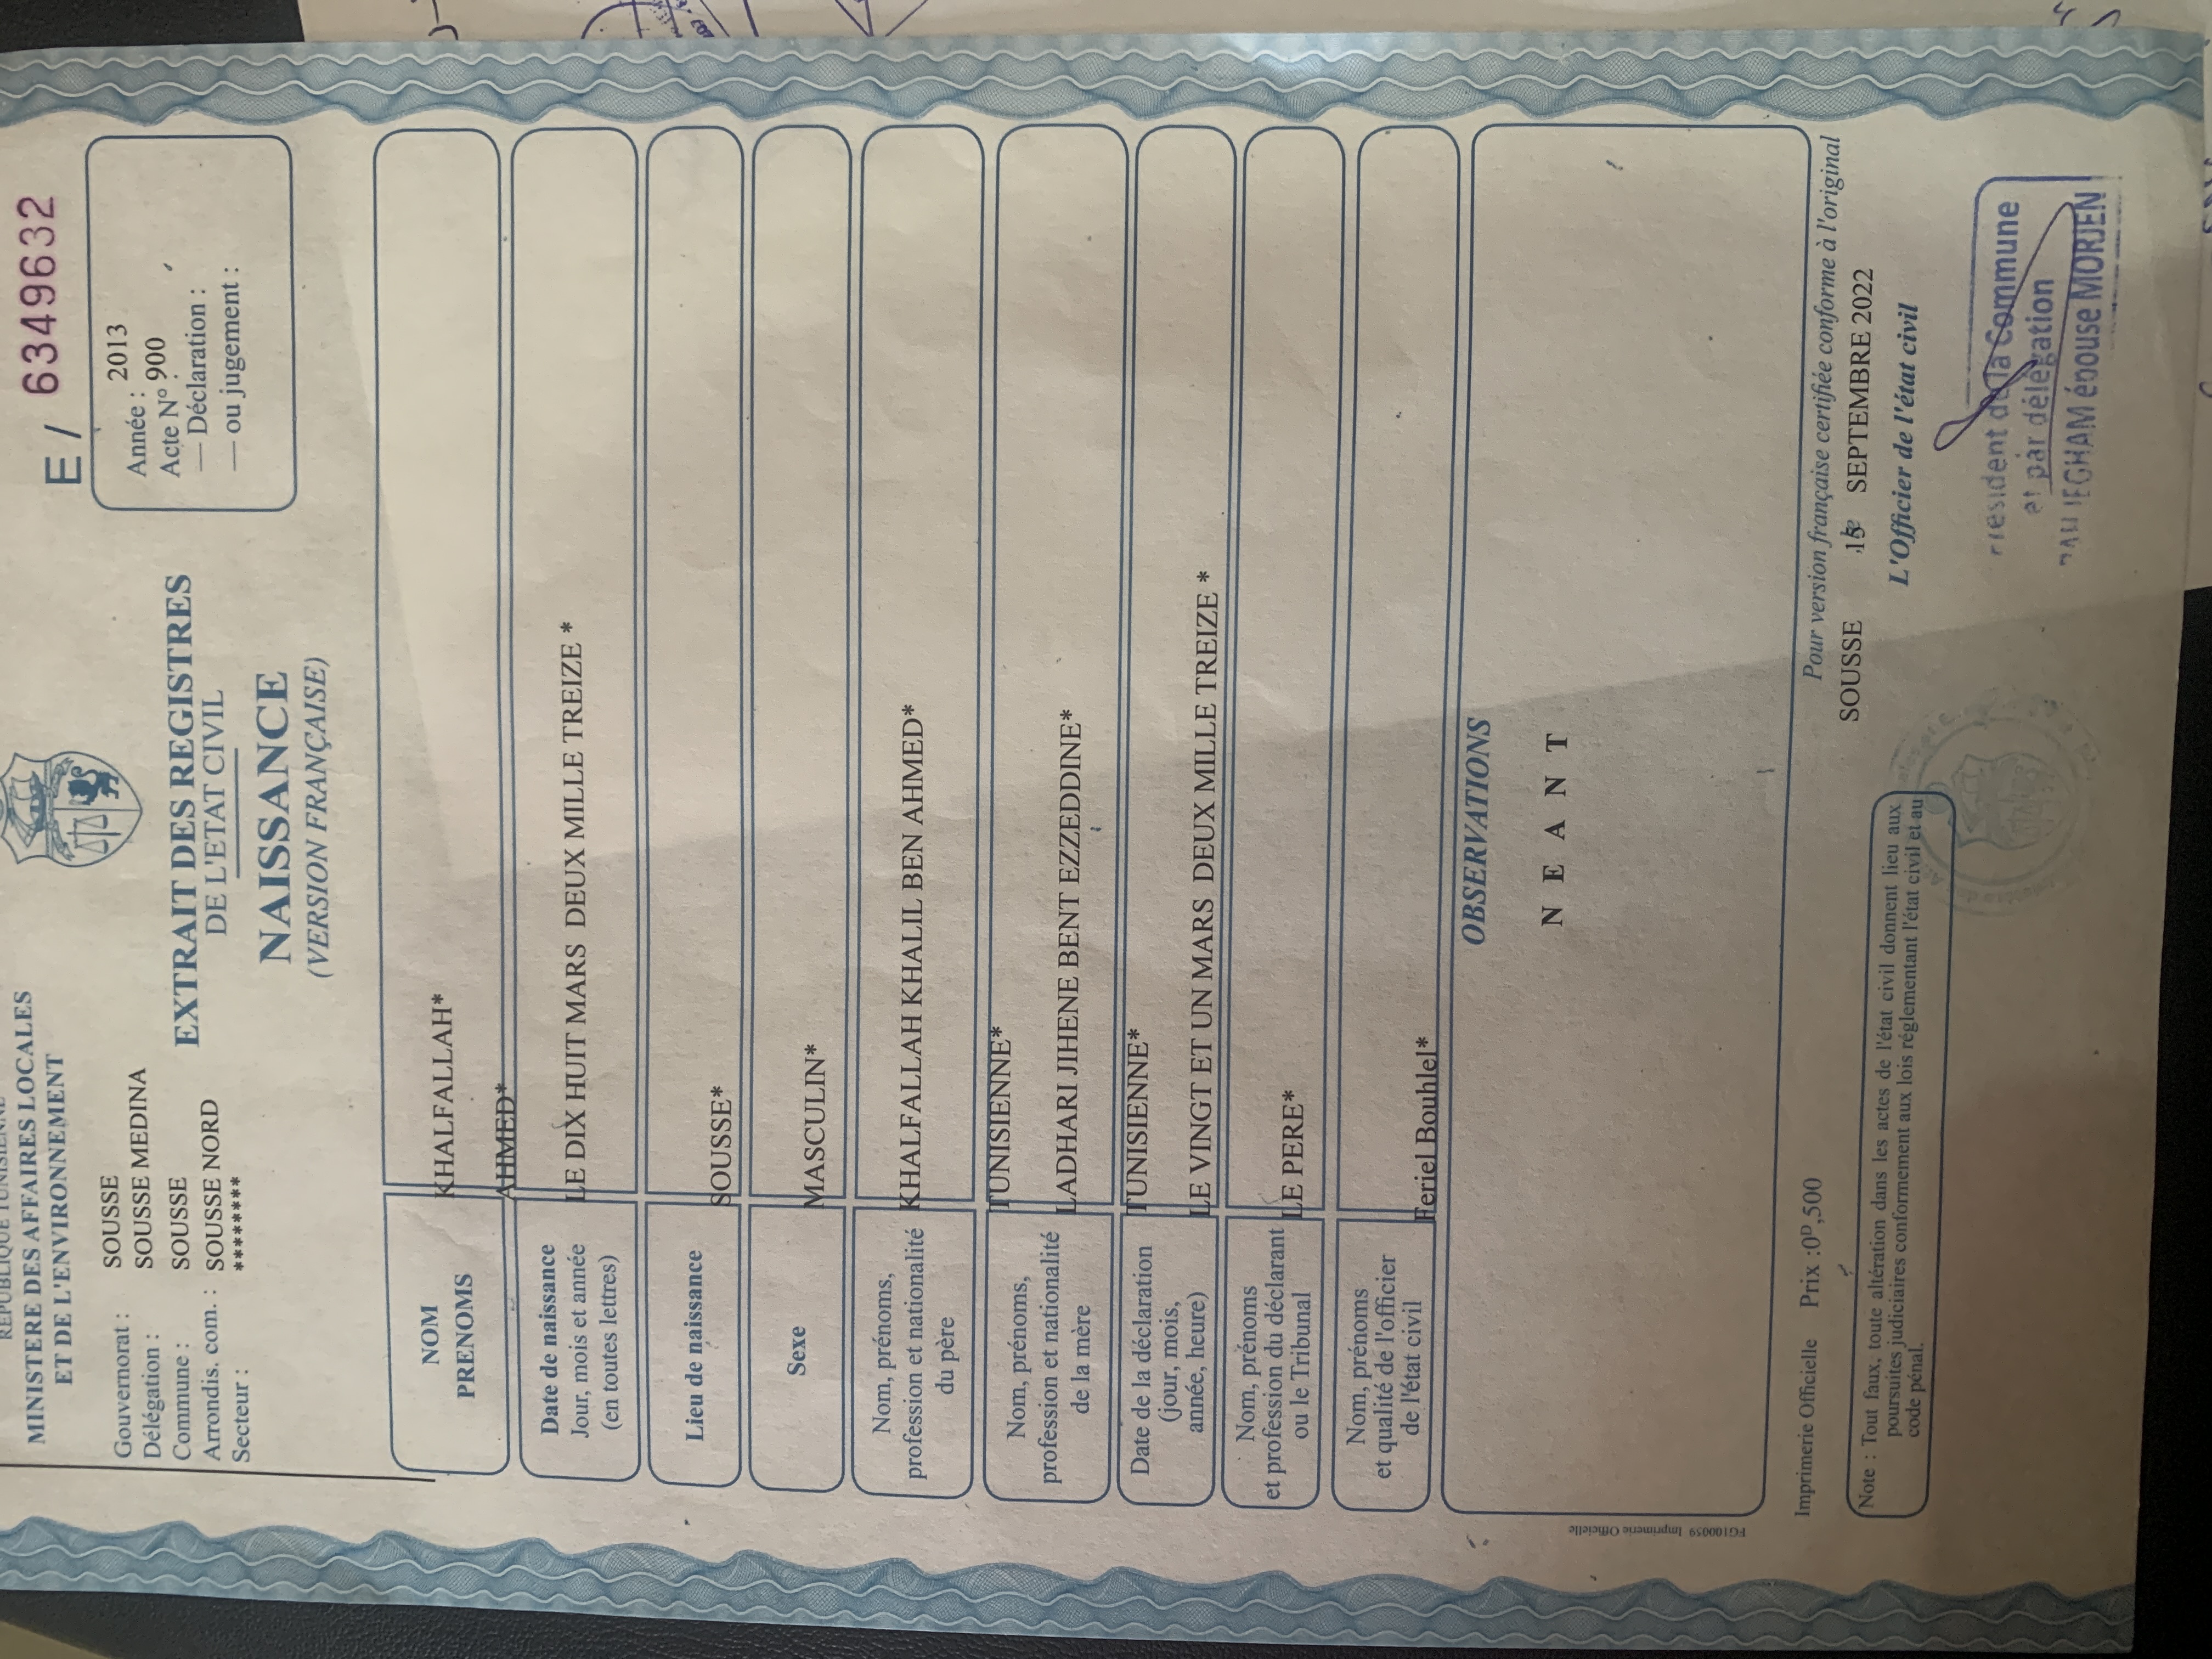 REPUBLIQUE TUNISIENNE
MINISTERE DES AFFAIRES LOCALES
ET DE L'ENVIRONNEMENT
E / 6349632
Gouvernorat : SOUSSE
Délégation : SOUSSE MEDINA
Commune : SOUSSE
Arrondis. com. : SOUSSE NORD
Secteur : ********
EXTRAIT DES REGISTRES
DE L'ETAT CIVIL
NAISSANCE
(VERSION FRANÇAISE)
Année : 2013
Acte N° 900
— Déclaration :
— ou jugement :
NOM
PRENOMS
KHALFALLAH*
AHMED*
Date de naissance
Jour, mois et année
(en toutes lettres)
LE DIX HUIT MARS DEUX MILLE TREIZE *
Lieu de naissance
SOUSSE*
Sexe
MASCULIN*
Nom, prénoms,
profession et nationalité
du père
KHALFALLAH KHALIL BEN AHMED*
TUNISIENNE*
Nom, prénoms,
profession et nationalité
de la mère
LADHARI JIHENE BENT EZZEDDINE*
TUNISIENNE*
Date de la déclaration
(jour, mois,
année, heure)
LE VINGT ET UN MARS DEUX MILLE TREIZE *
Nom, prénoms
et profession du déclarant
ou le Tribunal
LE PERE*
Nom, prénoms
et qualité de l'officier
de l'état civil
Feriel Bouhlel*
OBSERVATIONS
N E A N T
FG100059 Imprimerie Officielle
Imprimerie Officielle Prix :0ᴰ,500
Pour version française certifiée conforme à l'original
SOUSSE SEPTEMBRE 2022
L'Officier de l'état civil
Note : Tout faux, toute altération dans les actes de l'état civil donnent lieu aux
poursuites judiciaires conformement aux lois réglementant l'état civil et au
code pénal.
de la Commune
et par délégation
épouse MORJEN